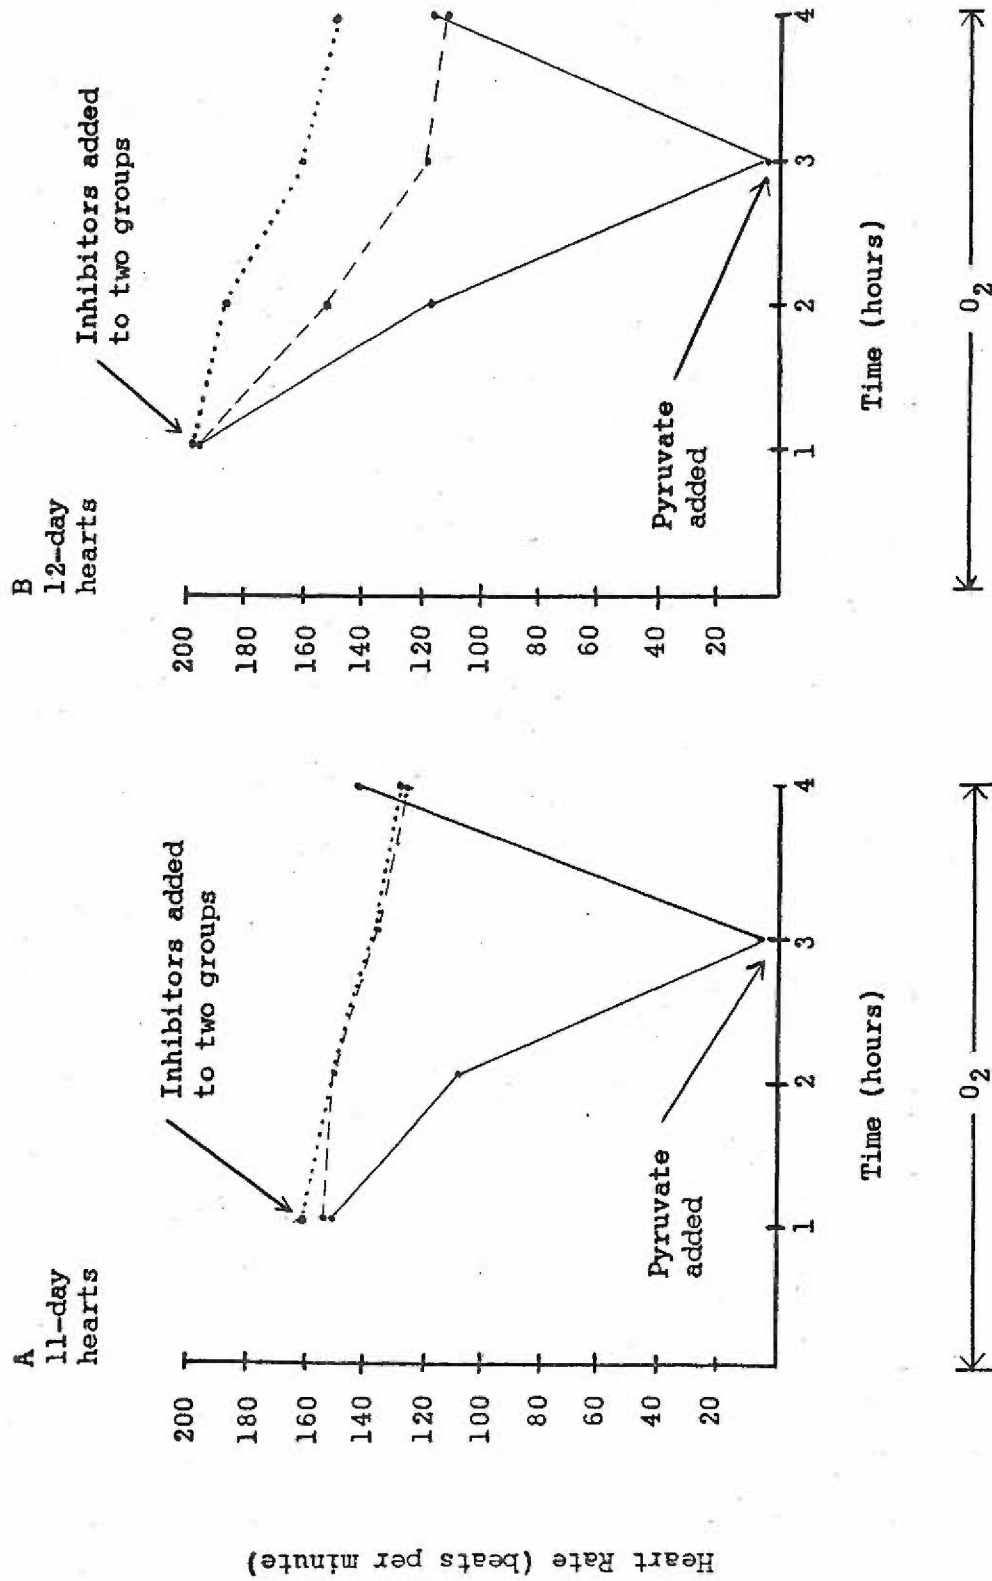 A
11-day
hearts
Inhibitors added
to two groups
200
180
160
140
120
100
80
60
40
20
Pyruvate
added
1
2
3
4
Time (hours)
O2
Heart Rate (beats per minute)
B
12-day
hearts
Inhibitors added
to two groups
200
180
160
140
120
100
80
60
40
20
Pyruvate
added
1
2
3
4
Time (hours)
O2